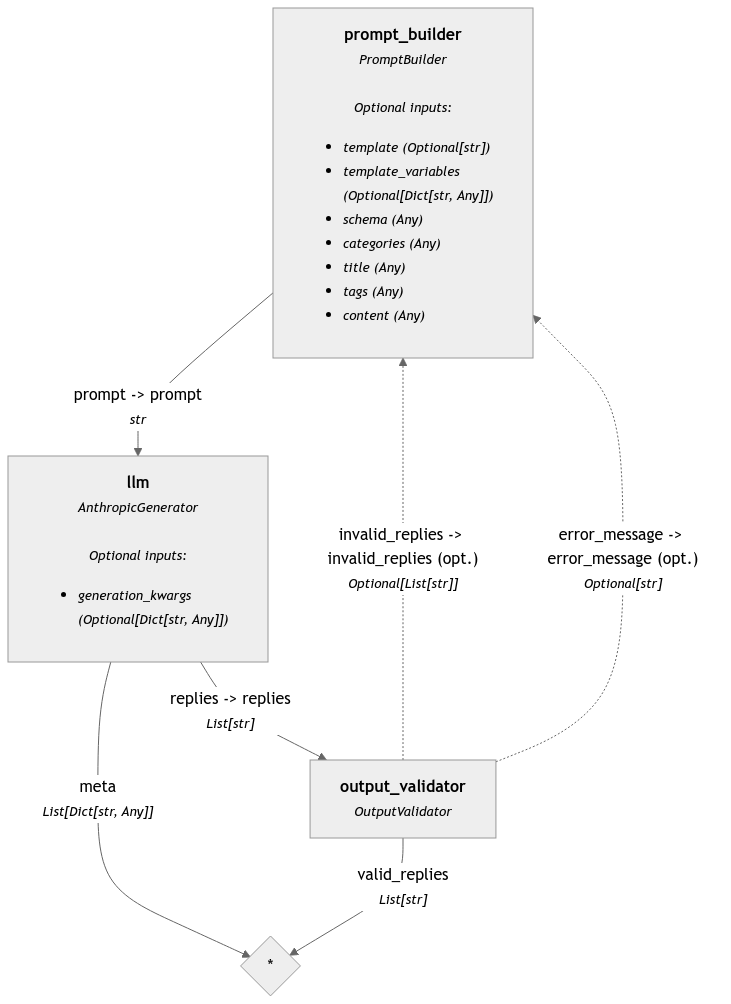 prompt_builder
PromptBuilder
Optional inputs:
• template (Optional[str])
• template_variables
(Optional[Dict[str, Any]])
• schema (Any)
• categories (Any)
• title (Any)
• tags (Any)
• content (Any)
prompt -> prompt
str
llm
AnthropicGenerator
Optional inputs:
• generation_kwargs
(Optional[Dict[str, Any]])
invalid_replies ->
invalid_replies (opt.)
Optional[List[str]]
error_message ->
error_message (opt.)
Optional[str]
replies -> replies
List[str]
meta
List[Dict[str, Any]]
output_validator
OutputValidator
valid_replies
List[str]
*